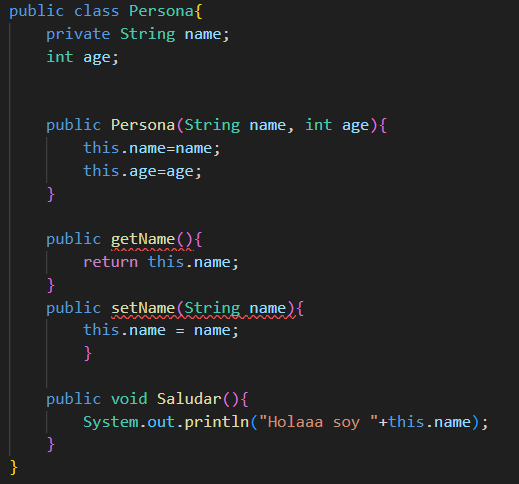 public class Persona{
    private String name;
    int age;


    public Persona(String name, int age){
        this.name=name;
        this.age=age;
    }

    public getName(){
        return this.name;
    }
    public setName(String name){
        this.name = name;
        }

    public void Saludar(){
        System.out.println("Holaaa soy "+this.name);
    }
}